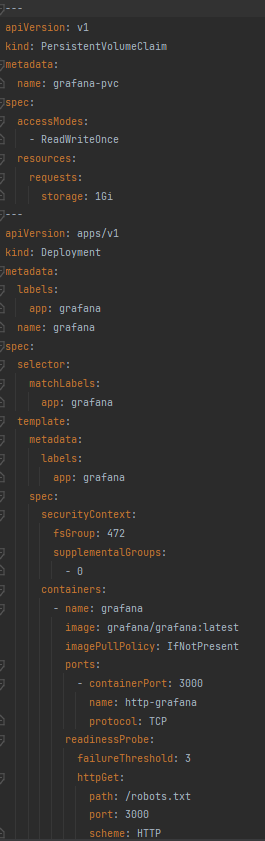 ---
apiVersion: v1
kind: PersistentVolumeClaim
metadata:
  name: grafana-pvc
spec:
  accessModes:
    - ReadWriteOnce
  resources:
    requests:
      storage: 1Gi
---
apiVersion: apps/v1
kind: Deployment
metadata:
  labels:
    app: grafana
  name: grafana
spec:
  selector:
    matchLabels:
      app: grafana
  template:
    metadata:
      labels:
        app: grafana
    spec:
      securityContext:
        fsGroup: 472
        supplementalGroups:
          - 0
      containers:
        - name: grafana
          image: grafana/grafana:latest
          imagePullPolicy: IfNotPresent
          ports:
            - containerPort: 3000
              name: http-grafana
              protocol: TCP
          readinessProbe:
            failureThreshold: 3
            httpGet:
              path: /robots.txt
              port: 3000
              scheme: HTTP